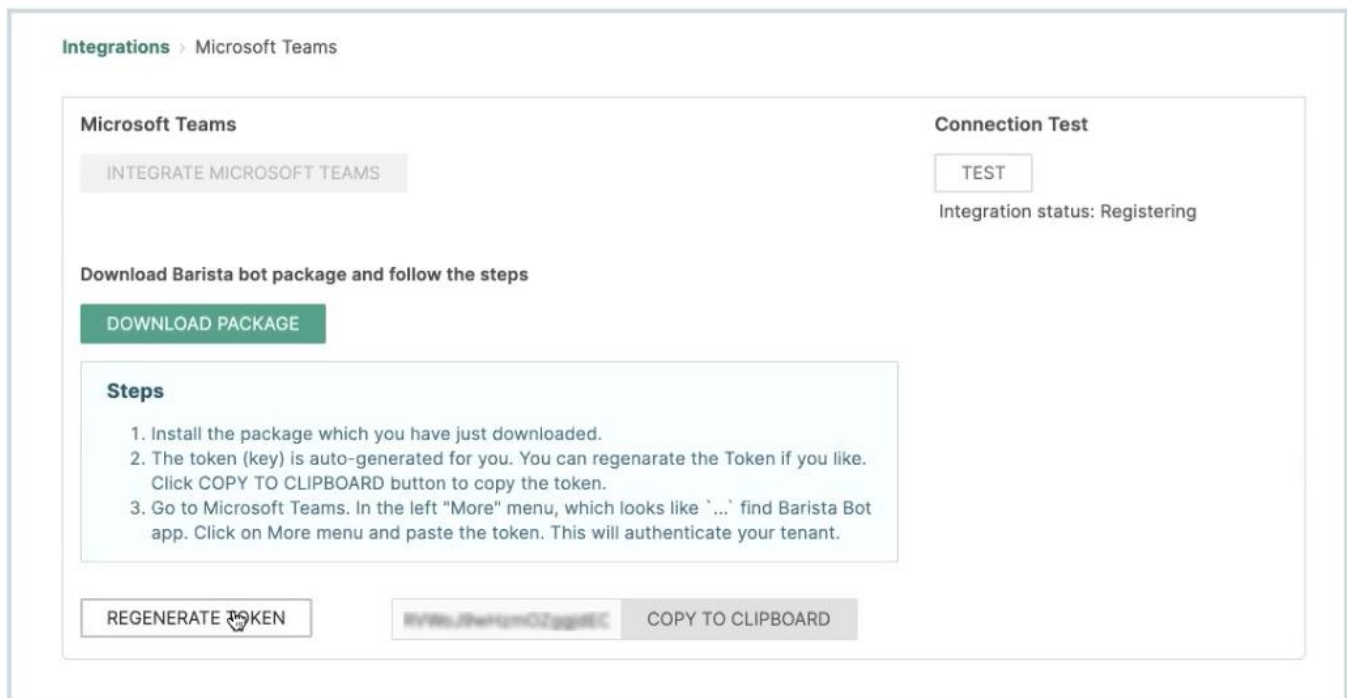 Integrations › Microsoft Teams
Microsoft Teams
Connection Test
INTEGRATE MICROSOFT TEAMS
TEST
Integration status: Registering
Download Barista bot package and follow the steps
DOWNLOAD PACKAGE
Steps
1. Install the package which you have just downloaded.
2. The token (key) is auto-generated for you. You can regenarate the Token if you like.
Click COPY TO CLIPBOARD button to copy the token.
3. Go to Microsoft Teams. In the left "More" menu, which looks like `...` find Barista Bot
app. Click on More menu and paste the token. This will authenticate your tenant.
REGENERATE TOKEN
COPY TO CLIPBOARD